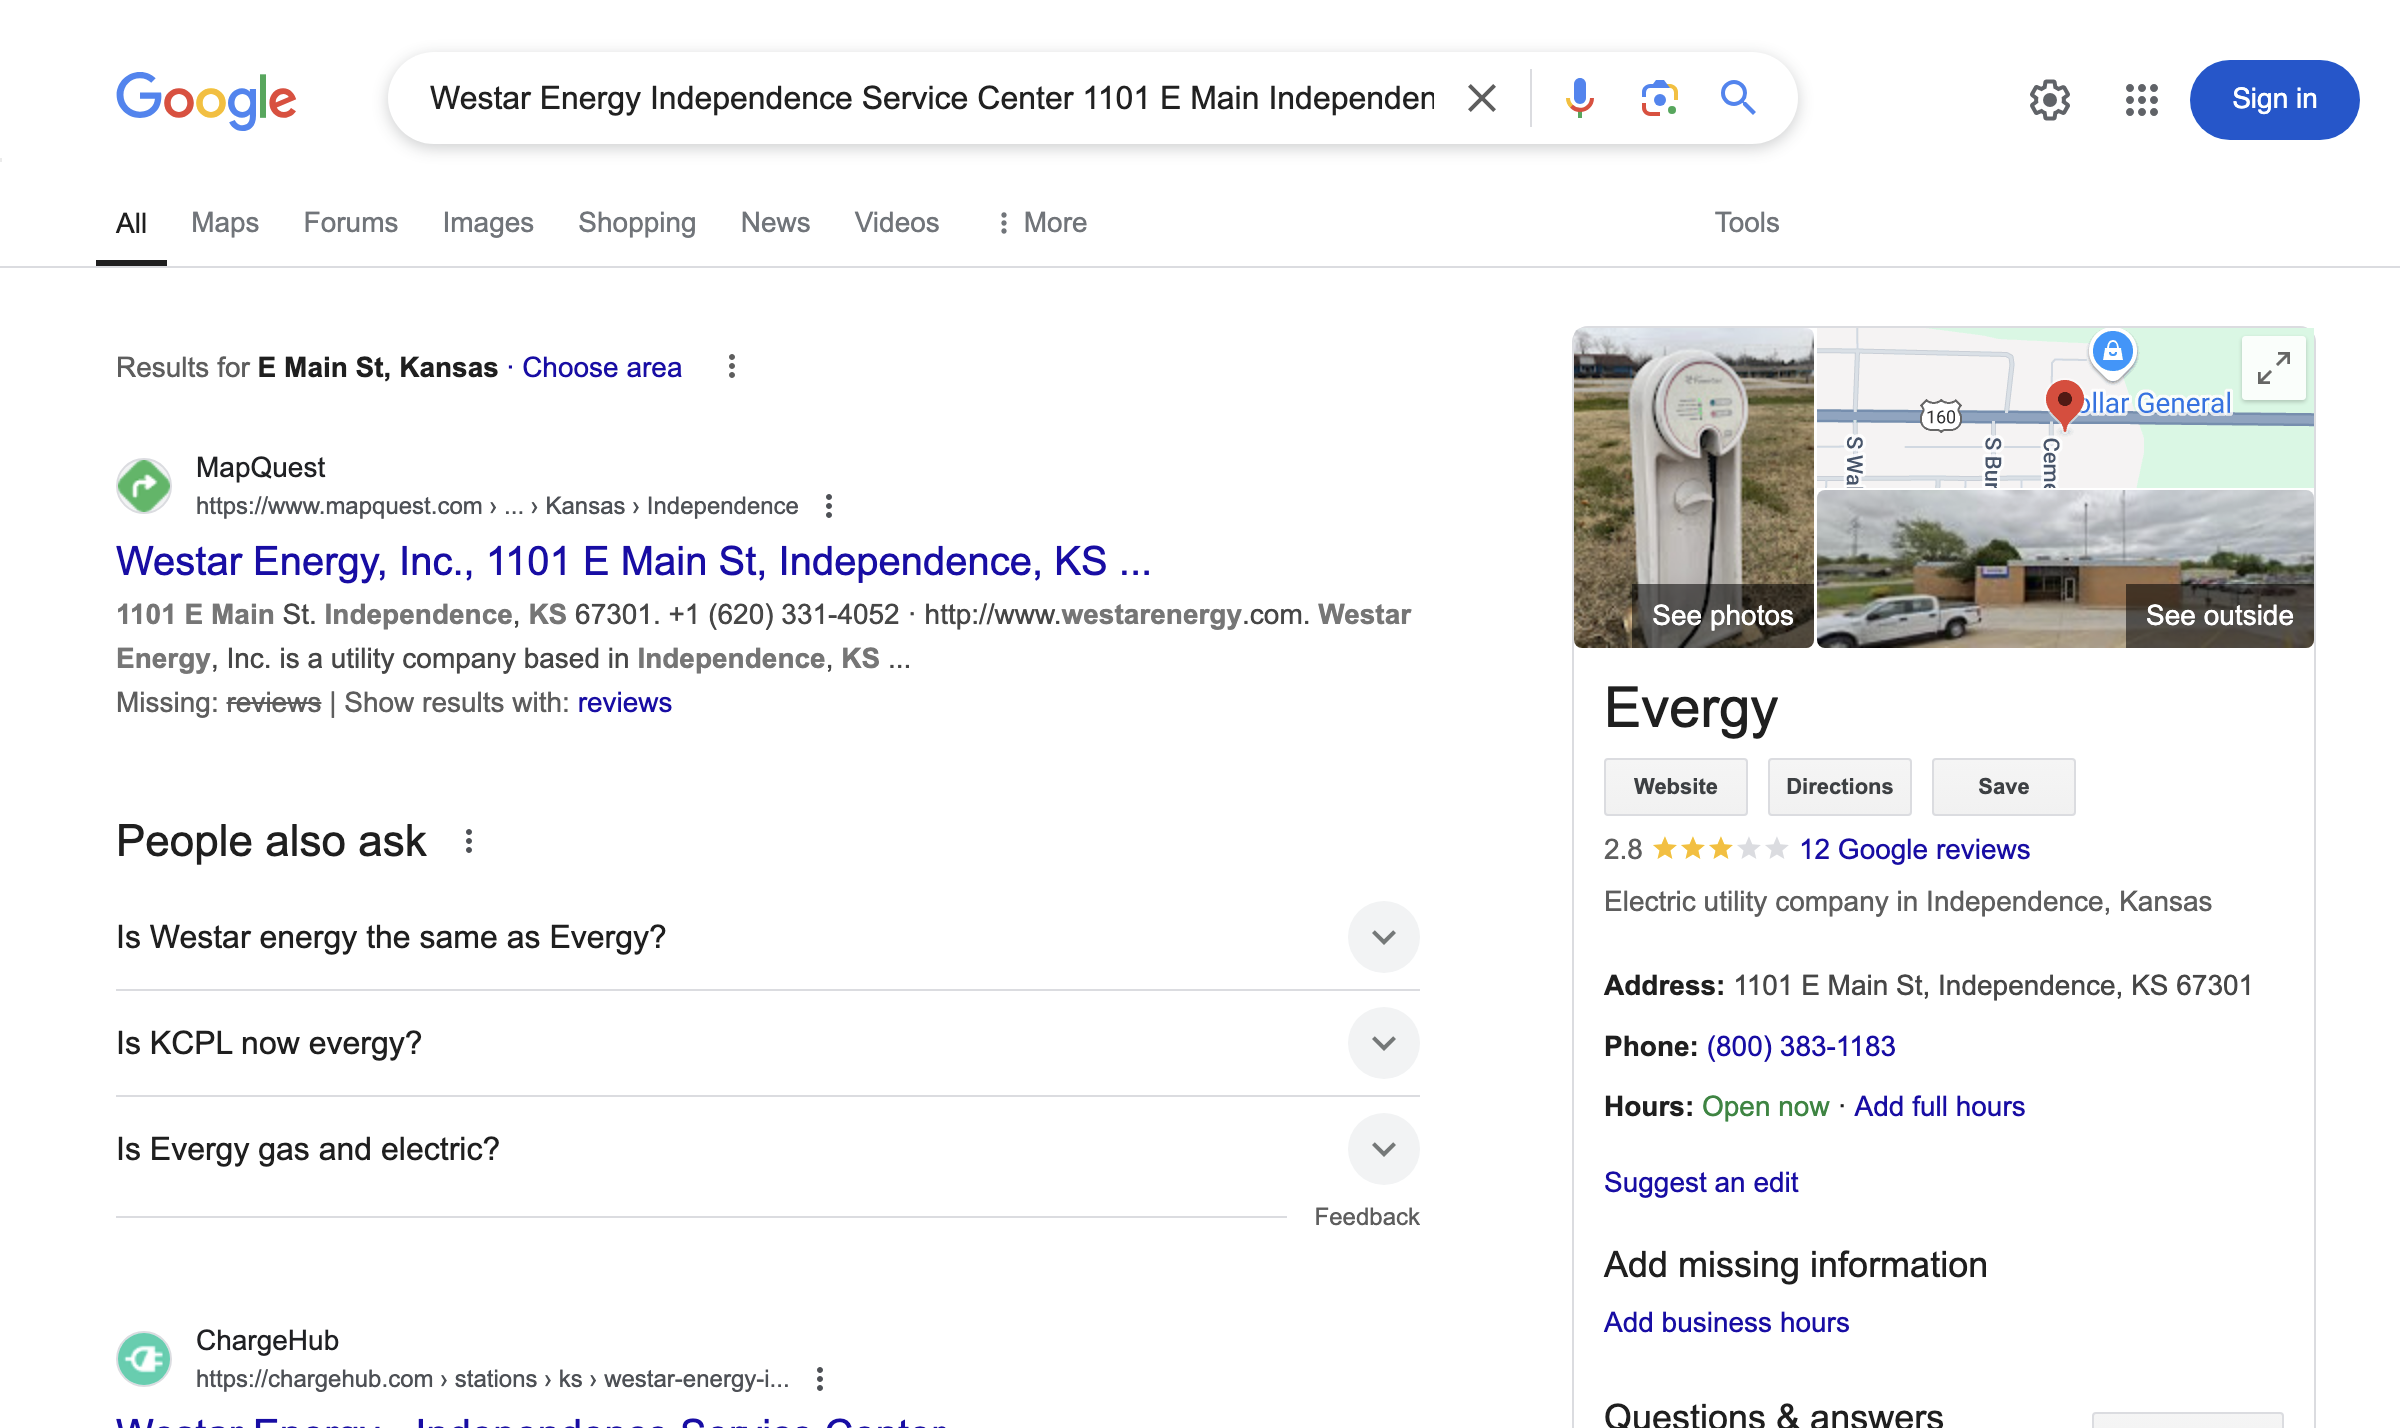 Google
Westar Energy Independence Service Center 1101 E Main Independen
Sign in
All
Maps
Forums
Images
Shopping
News
Videos
More
Tools
Results for E Main St, Kansas · Choose area
MapQuest
https://www.mapquest.com › ... › Kansas › Independence
Westar Energy, Inc., 1101 E Main St, Independence, KS ...
1101 E Main St. Independence, KS 67301. +1 (620) 331-4052 · http://www.westarenergy.com. Westar
Energy, Inc. is a utility company based in Independence, KS ...
Missing: reviews | Show results with: reviews
People also ask
Is Westar energy the same as Evergy?
Is KCPL now evergy?
Is Evergy gas and electric?
Feedback
ChargeHub
https://chargehub.com › stations › ks › westar-energy-i...
Westar Energy - Independence Service Center
See photos
160
ollar General
S Wal
S Bur
Ceme
See outside
Evergy
Website
Directions
Save
2.8
12 Google reviews
Electric utility company in Independence, Kansas
Address: 1101 E Main St, Independence, KS 67301
Phone: (800) 383-1183
Hours: Open now · Add full hours
Suggest an edit
Add missing information
Add business hours
Questions & answers